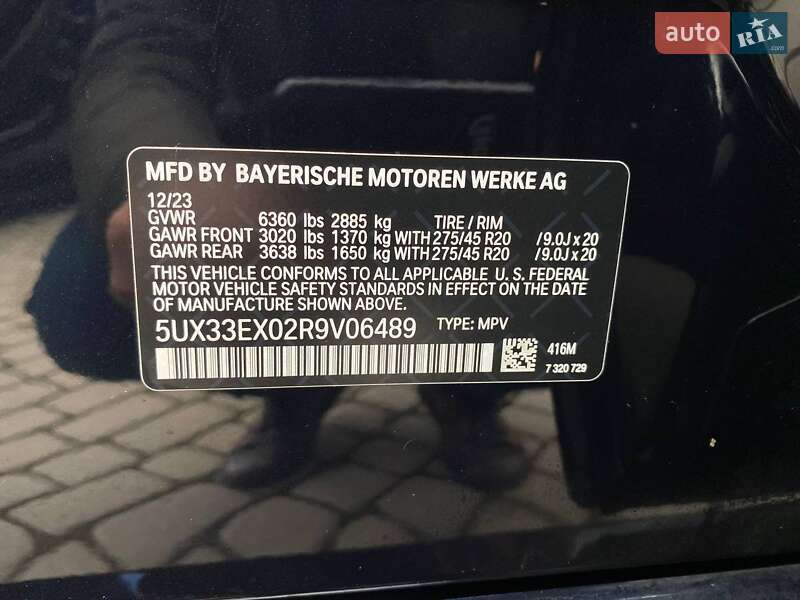 auto RIA .com
MFD BY BAYERISCHE MOTOREN WERKE AG
12/23
GVWR 6360 lbs 2885 kg TIRE / RIM
GAWR FRONT 3020 lbs 1370 kg WITH 275/45 R20 / 9.0J x 20
GAWR REAR 3638 lbs 1650 kg WITH 275/45 R20 / 9.0J x 20
THIS VEHICLE CONFORMS TO ALL APPLICABLE U. S. FEDERAL
MOTOR VEHICLE SAFETY STANDARDS IN EFFECT ON THE DATE
OF MANUFACTURE SHOWN ABOVE.
5UX33EX02R9V06489 TYPE: MPV
416M
7 320 729